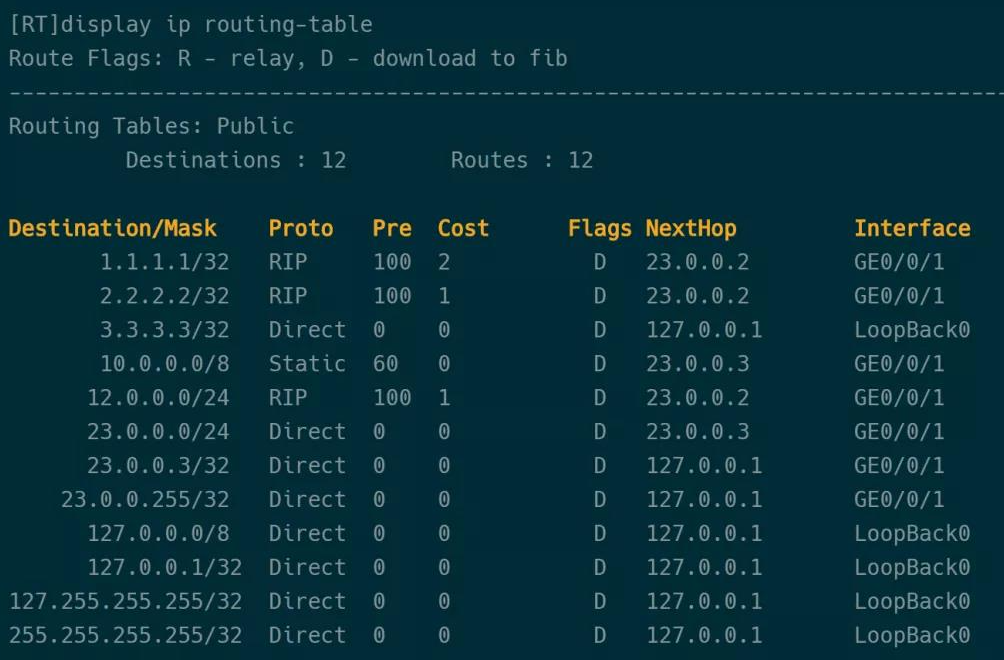 [RT]display ip routing-table
Route Flags: R - relay, D - download to fib
------------------------------------------------------------------------------
Routing Tables: Public
Destinations : 12 Routes : 12
Destination/Mask Proto Pre Cost Flags NextHop Interface
1.1.1.1/32 RIP 100 2 D 23.0.0.2 GE0/0/1
2.2.2.2/32 RIP 100 1 D 23.0.0.2 GE0/0/1
3.3.3.3/32 Direct 0 0 D 127.0.0.1 LoopBack0
10.0.0.0/8 Static 60 0 D 23.0.0.3 GE0/0/1
12.0.0.0/24 RIP 100 1 D 23.0.0.2 GE0/0/1
23.0.0.0/24 Direct 0 0 D 23.0.0.3 GE0/0/1
23.0.0.3/32 Direct 0 0 D 127.0.0.1 GE0/0/1
23.0.0.255/32 Direct 0 0 D 127.0.0.1 GE0/0/1
127.0.0.0/8 Direct 0 0 D 127.0.0.1 LoopBack0
127.0.0.1/32 Direct 0 0 D 127.0.0.1 LoopBack0
127.255.255.255/32 Direct 0 0 D 127.0.0.1 LoopBack0
255.255.255.255/32 Direct 0 0 D 127.0.0.1 LoopBack0